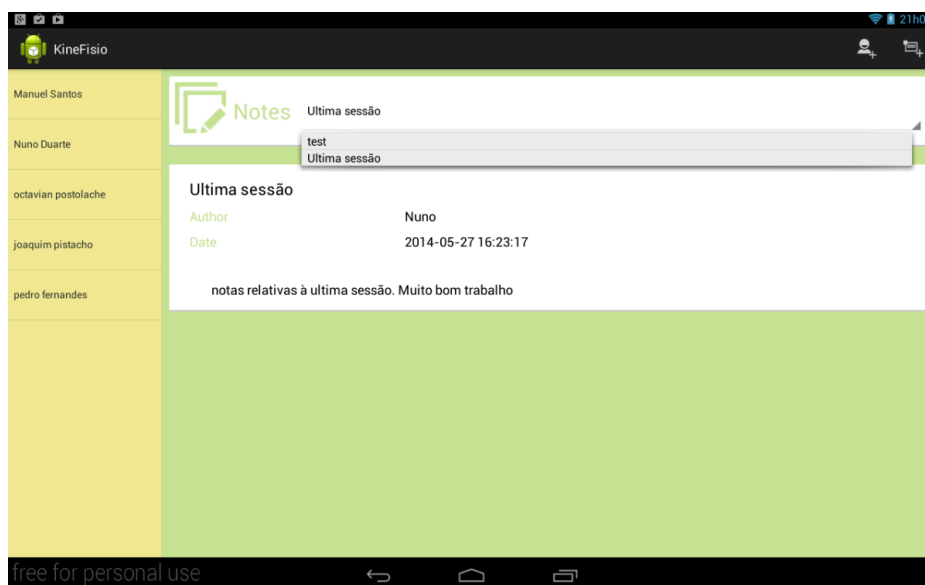 21h0
KineFisio
Manuel Santos
Nuno Duarte
octavian postolache
joaquim pistacho
pedro fernandes
Notes
Ultima sessão
test
Ultima sessão
Ultima sessão
Author Nuno
Date 2014-05-27 16:23:17
notas relativas à ultima sessão. Muito bom trabalho
free for personal use